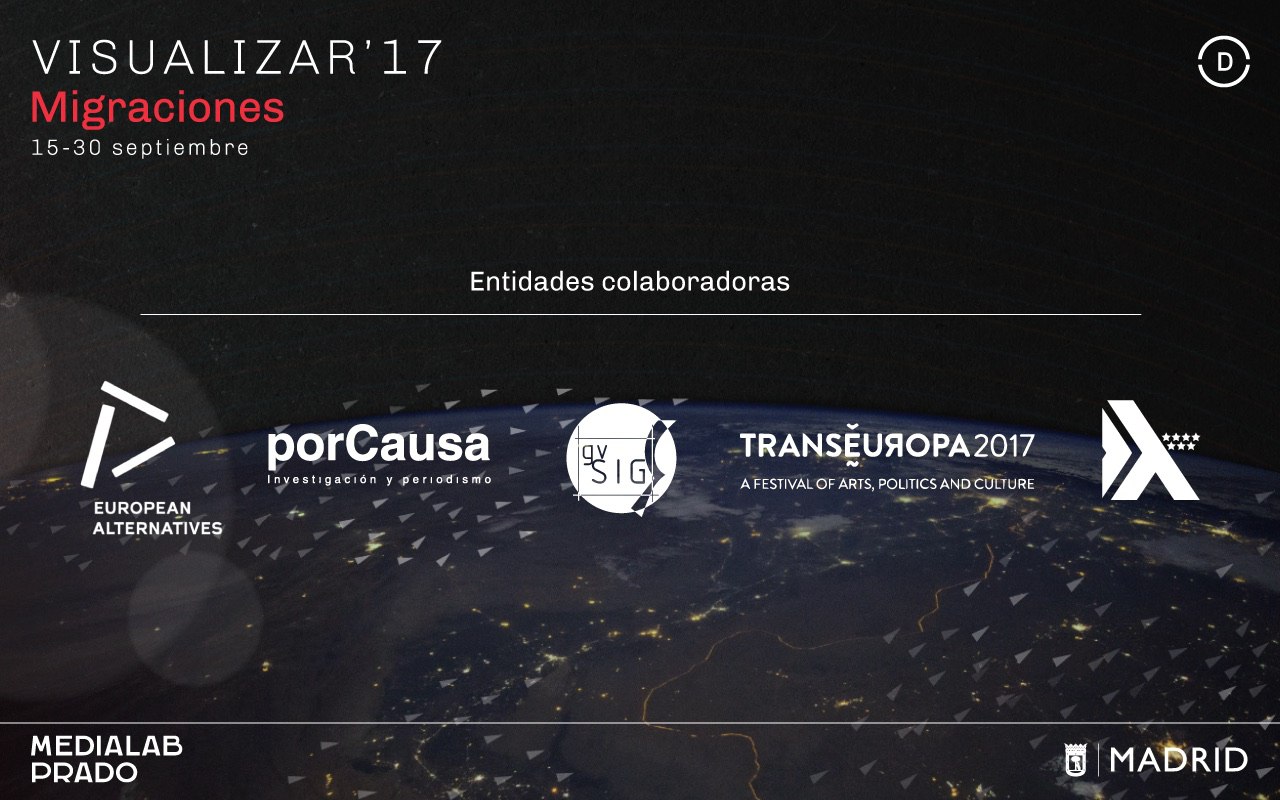 VISUALIZAR'17
Migraciones
15-30 septiembre
D
Entidades colaboradoras
EUROPEAN
ALTERNATIVES
porCausa
Investigación y periodismo
gv
SIG
TRANSEUROPA2017
A FESTIVAL OF ARTS, POLITICS AND CULTURE
MEDIALAB
PRADO
MADRID